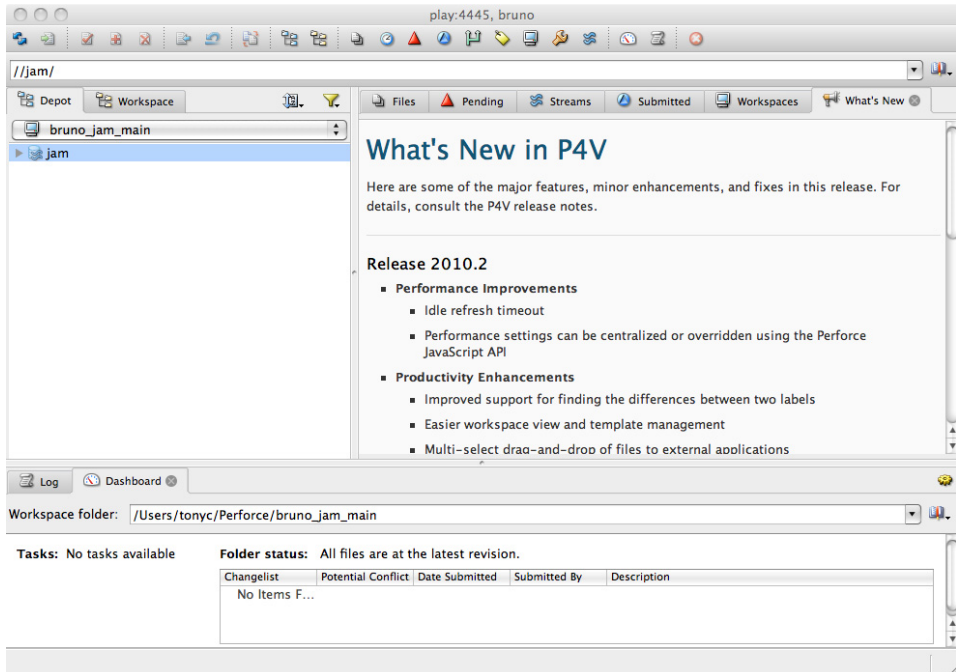 play:4445, bruno
//jam/
Depot
Workspace
Files
Pending
Streams
Submitted
Workspaces
What's New
bruno_jam_main
jam
What's New in P4V
Here are some of the major features, minor enhancements, and fixes in this release. For
details, consult the P4V release notes.
Release 2010.2
Performance Improvements
Idle refresh timeout
Performance settings can be centralized or overridden using the Perforce
JavaScript API
Productivity Enhancements
Improved support for finding the differences between two labels
Easier workspace view and template management
Multi-select drag-and-drop of files to external applications
Log
Dashboard
Workspace folder: /Users/tonyc/Perforce/bruno_jam_main
Tasks: No tasks available
Folder status: All files are at the latest revision.
Changelist Potential Conflict Date Submitted Submitted By Description
No Items F...